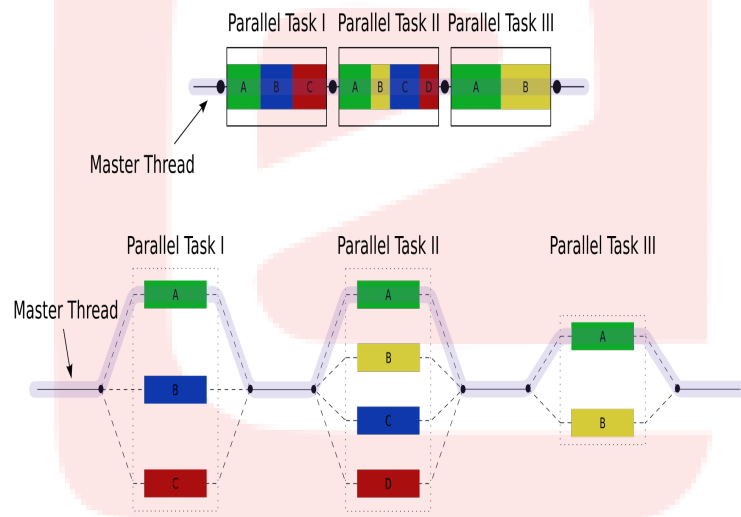 Parallel Task I Parallel Task II Parallel Task III
A B C A B C D A B
Master Thread
Parallel Task I Parallel Task II Parallel Task III
A A
Master Thread A
B
B C B
C D